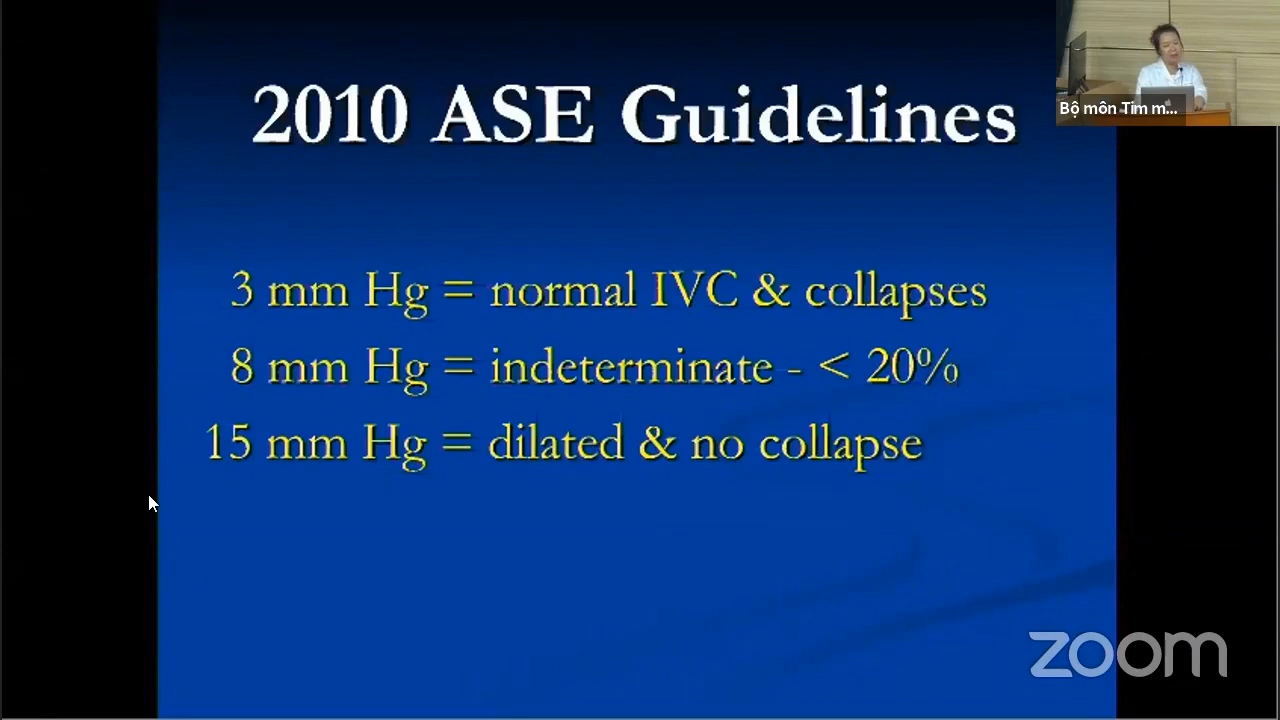 2010 ASE Guidelines
Bộ môn Tim m...
3 mm Hg = normal IVC & collapses
8 mm Hg = indeterminate - < 20%
15 mm Hg = dilated & no collapse
zoom